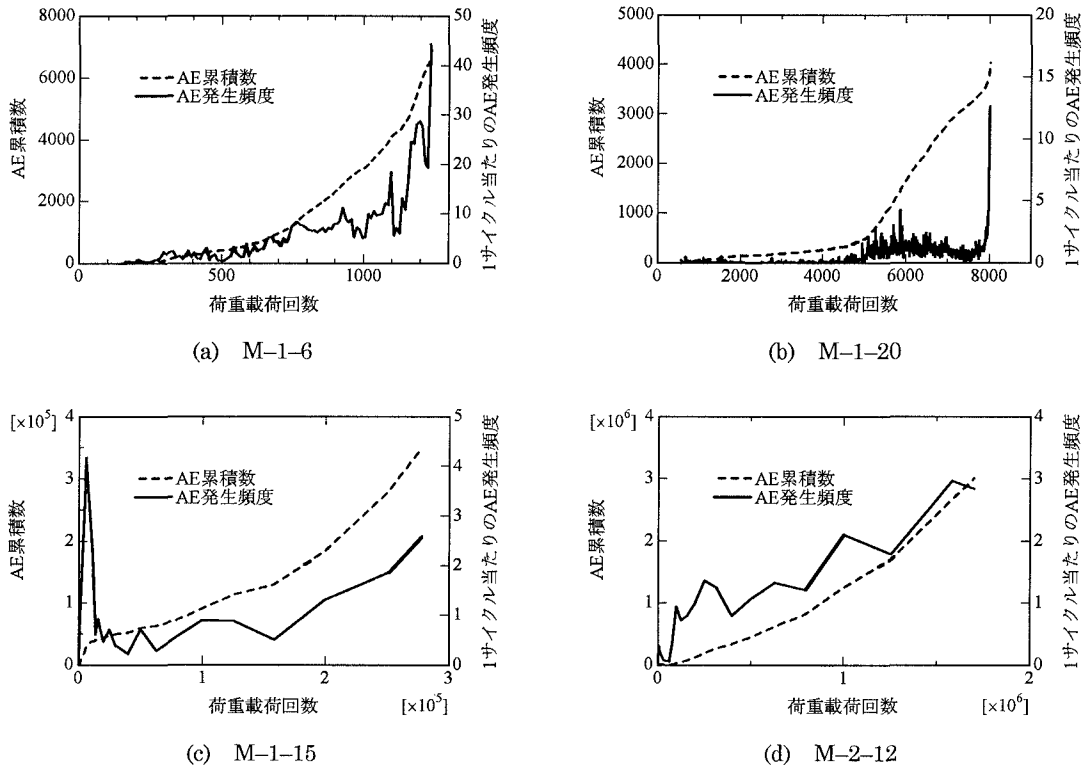 8000
6000
4000
2000
0
AE累積数
50
40
30
20
10
0
1サイクル当たりのAE発生頻度
AE累積数
AE発生頻度
0
500
1000
荷重載荷回数
(a) M–1–6
5000
4000
3000
2000
1000
0
AE累積数
20
15
10
5
0
1サイクル当たりのAE発生頻度
AE累積数
AE発生頻度
0
2000
4000
6000
8000
荷重載荷回数
(b) M–1–20
[×10⁵]
4
3
2
1
0
AE累積数
5
4
3
2
1
0
1サイクル当たりのAE発生頻度
AE累積数
AE発生頻度
0
1
2
3
荷重載荷回数
[×10⁵]
(c) M–1–15
[×10⁶]
4
3
2
1
0
AE累積数
4
3
2
1
0
1サイクル当たりのAE発生頻度
AE累積数
AE発生頻度
0
1
2
荷重載荷回数
[×10⁶]
(d) M–2–12